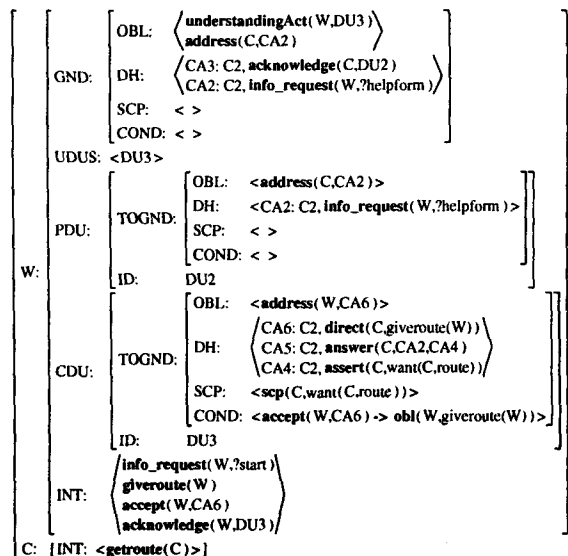 OBL: understandingAct(W,DU3)
address(C,CA2)
GND: DH: CA3: C2, acknowledge(C,DU2)
CA2: C2, info_request(W,?helpform)
SCP: < >
COND: < >
UDUS: <DU3>
OBL: <address(C,CA2)>
PDU: TOGND: DH: <CA2: C2, info_request(W,?helpform)>
SCP: < >
COND: < >
W: ID: DU2
OBL: <address(W,CA6)>
CA6: C2, direct(C,giveroute(W))
CDU: TOGND: DH: CA5: C2, answer(C,CA2,CA4)
CA4: C2, assert(C,want(C,route))
SCP: <scp(C,want(C,route))>
COND: <accept(W,CA6) -> obl(W,giveroute(W))>
ID: DU3
info_request(W,?start)
INT: giveroute(W)
accept(W,CA6)
acknowledge(W,DU3)
C: [INT: <getroute(C)>]